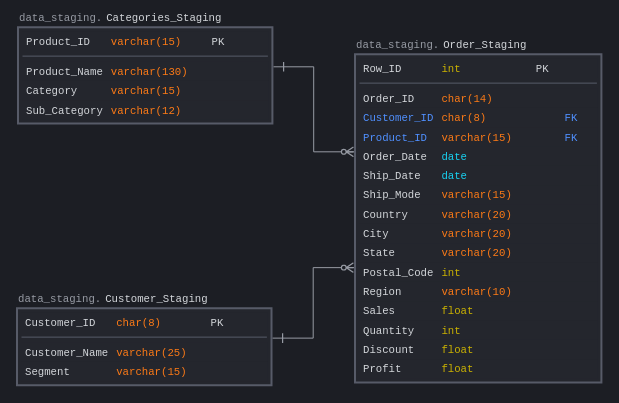 data_staging. Categories_Staging
Product_ID varchar(15) PK
Product_Name varchar(130)
Category varchar(15)
Sub_Category varchar(12)
data_staging. Order_Staging
Row_ID int PK
Order_ID char(14)
Customer_ID char(8) FK
Product_ID varchar(15) FK
Order_Date date
Ship_Date date
Ship_Mode varchar(15)
Country varchar(20)
City varchar(20)
State varchar(20)
Postal_Code int
Region varchar(10)
Sales float
Quantity int
Discount float
Profit float
data_staging. Customer_Staging
Customer_ID char(8) PK
Customer_Name varchar(25)
Segment varchar(15)